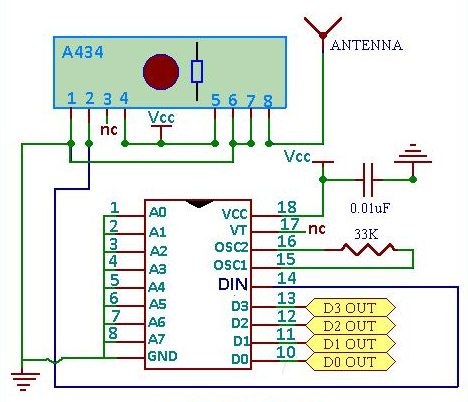 ANTENNA
A434
1 2 3 4 5 6 7 8
nc
Vcc
Vcc
0.01uF
33K
1 A0 VCC 18
2 A1 VT 17 nc
3 A2 OSC2 16
4 A3 OSC1 15
5 A4 DIN 14
6 A5 D3 13 D3 OUT
7 A6 D2 12 D2 OUT
8 A7 D1 11 D1 OUT
GND D0 10 D0 OUT